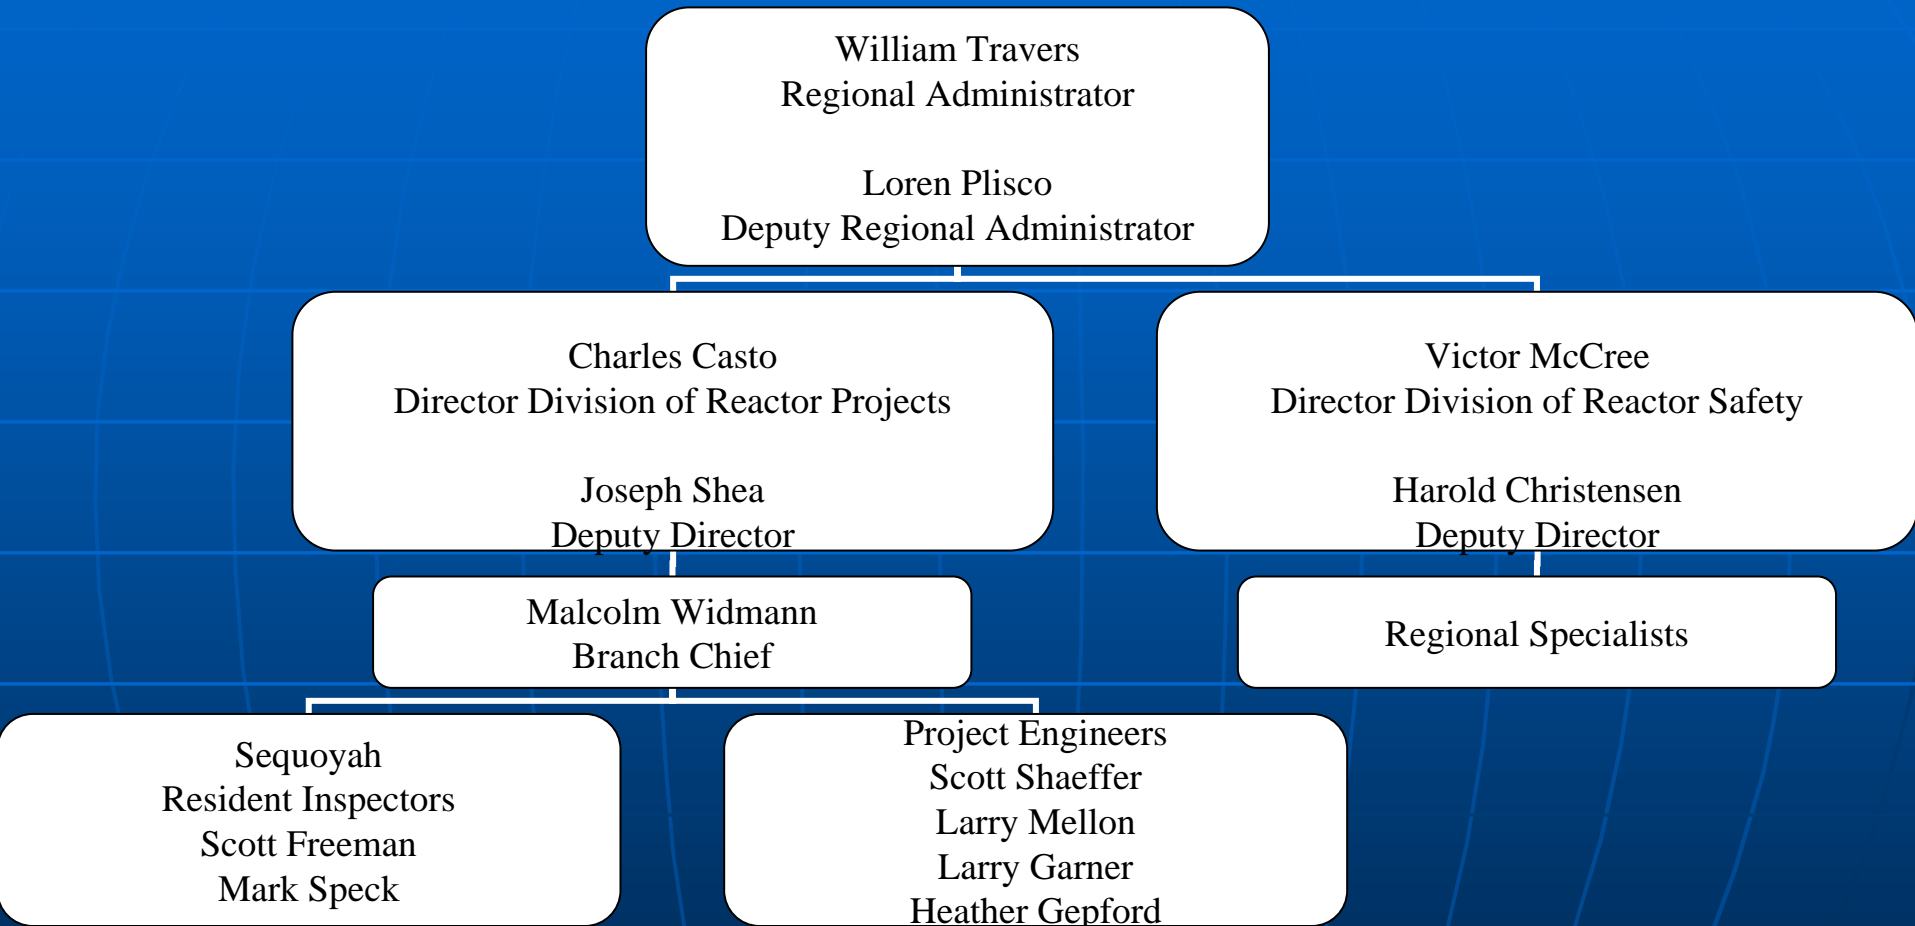 William Travers
Regional Administrator
Loren Plisco
Deputy Regional Administrator
Charles Casto
Director Division of Reactor Projects
Joseph Shea
Deputy Director
Victor McCree
Director Division of Reactor Safety
Harold Christensen
Deputy Director
Malcolm Widmann
Branch Chief
Regional Specialists
Sequoyah
Resident Inspectors
Scott Freeman
Mark Speck
Project Engineers
Scott Shaeffer
Larry Mellon
Larry Garner
Heather Gepford